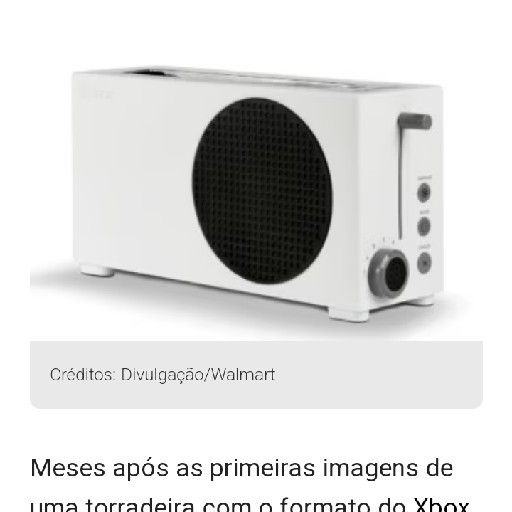 Créditos: Divulgação/Walmart
Meses após as primeiras imagens de
uma torradeira com o formato do Xbox